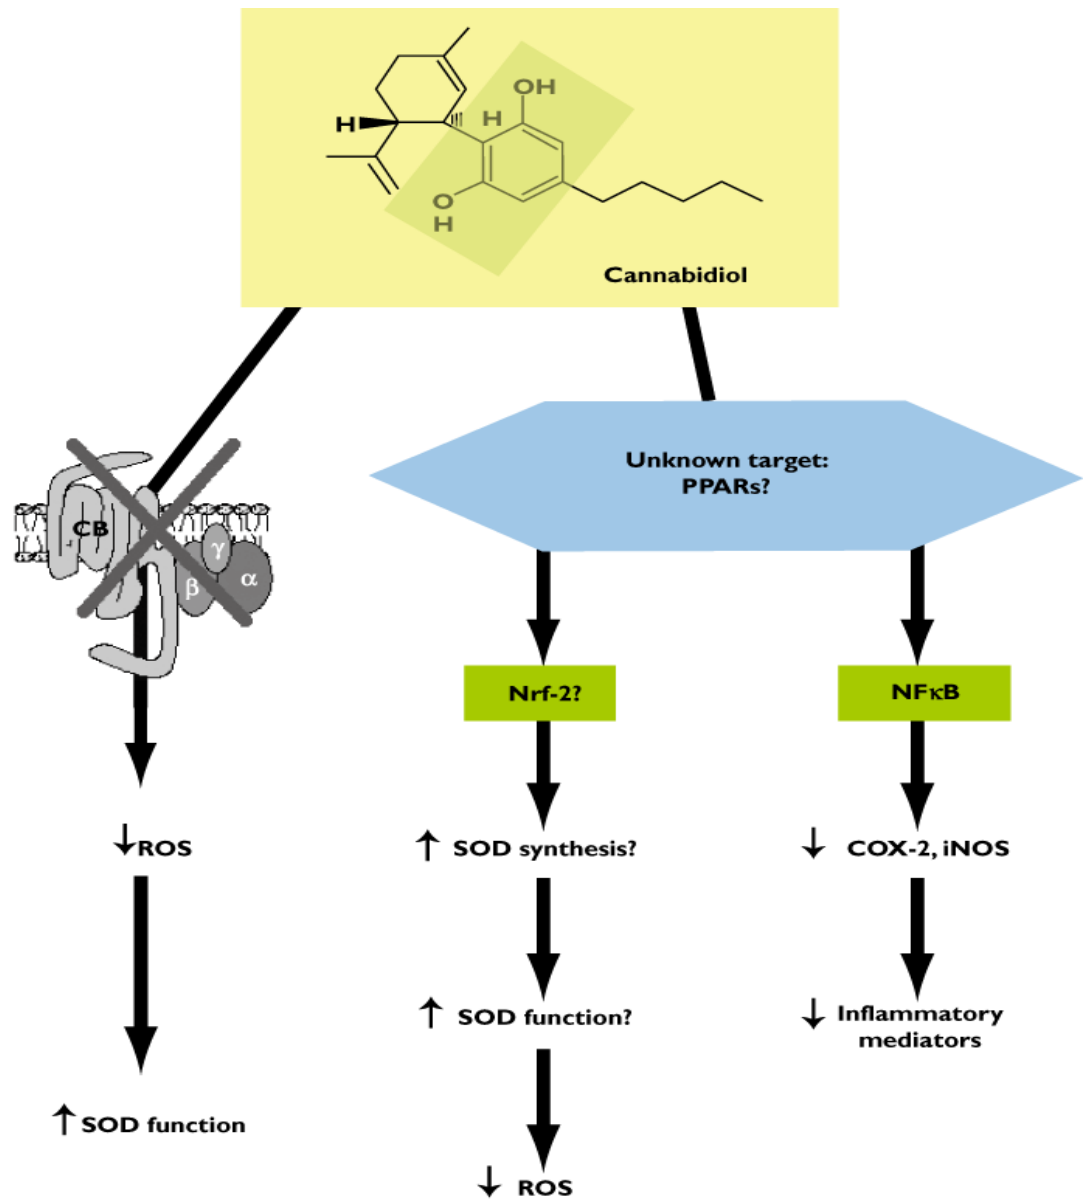 OH
H
H
O
H
Cannabidiol
Unknown target:
PPARs?
CB
γ
β
α
Nrf-2?
NFκB
↓ROS
↑ SOD synthesis?
↓ COX-2, iNOS
↑ SOD function?
↓ Inflammatory
mediators
↑SOD function
↓ ROS